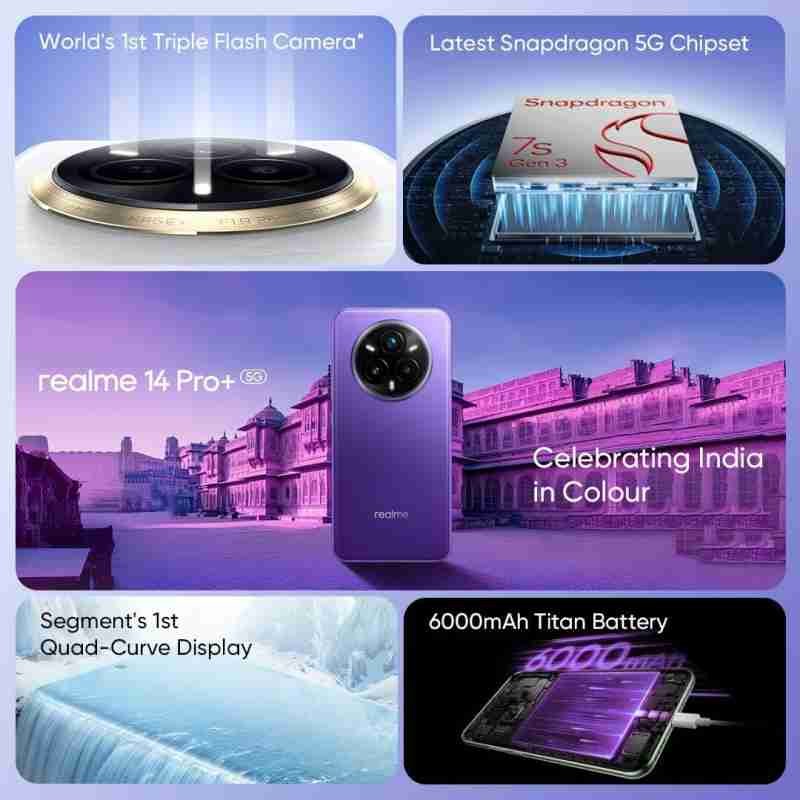 World's 1st Triple Flash Camera*
Latest Snapdragon 5G Chipset
Snapdragon
7s
Gen 3
realme 14 Pro+ 5G
realme
Celebrating India
in Colour
Segment's 1st
Quad-Curve Display
6000mAh Titan Battery
6000mAh